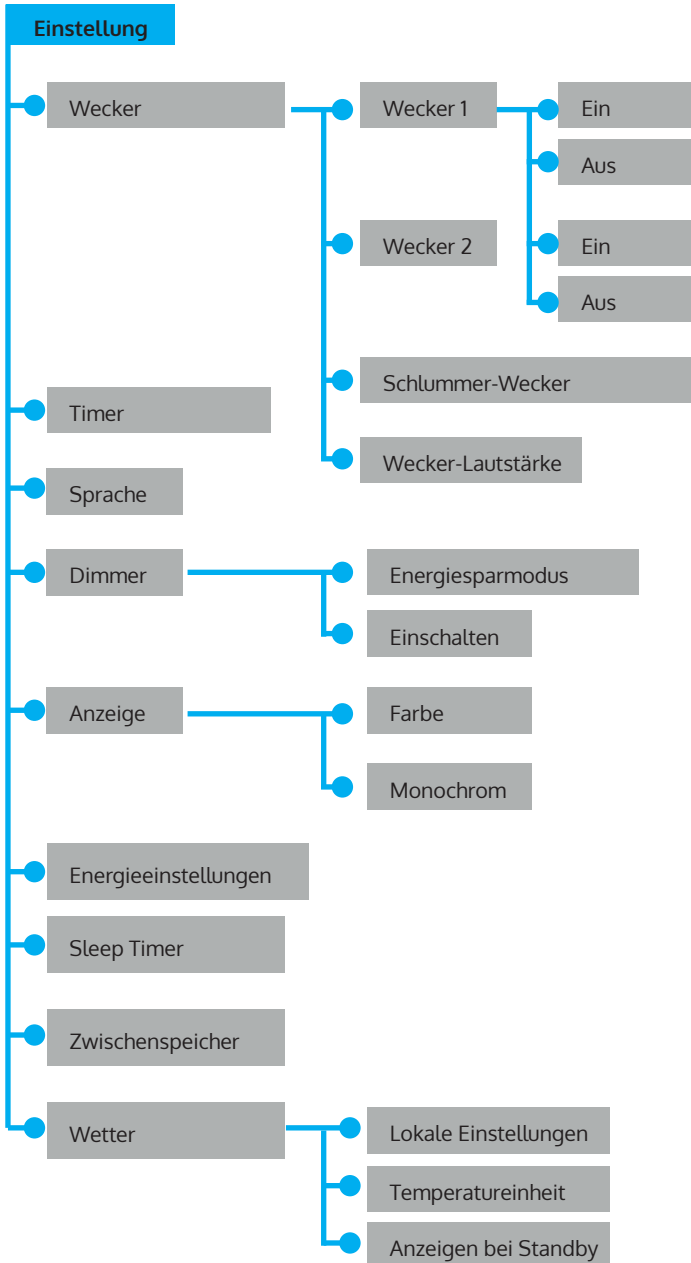 Einstellung
Wecker
Wecker 1
Ein
Aus
Wecker 2
Ein
Aus
Schlummer-Wecker
Wecker-Lautstärke
Timer
Sprache
Dimmer
Energiesparmodus
Einschalten
Anzeige
Farbe
Monochrom
Energieeinstellungen
Sleep Timer
Zwischenspeicher
Wetter
Lokale Einstellungen
Temperatureinheit
Anzeigen bei Standby